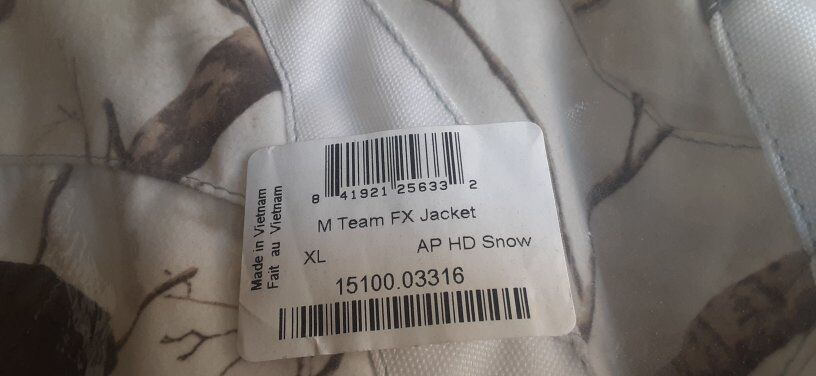 8 41921 25633 2
M Team FX Jacket
XL AP HD Snow
15100.03316
Made in Vietnam
Fait au Vietnam